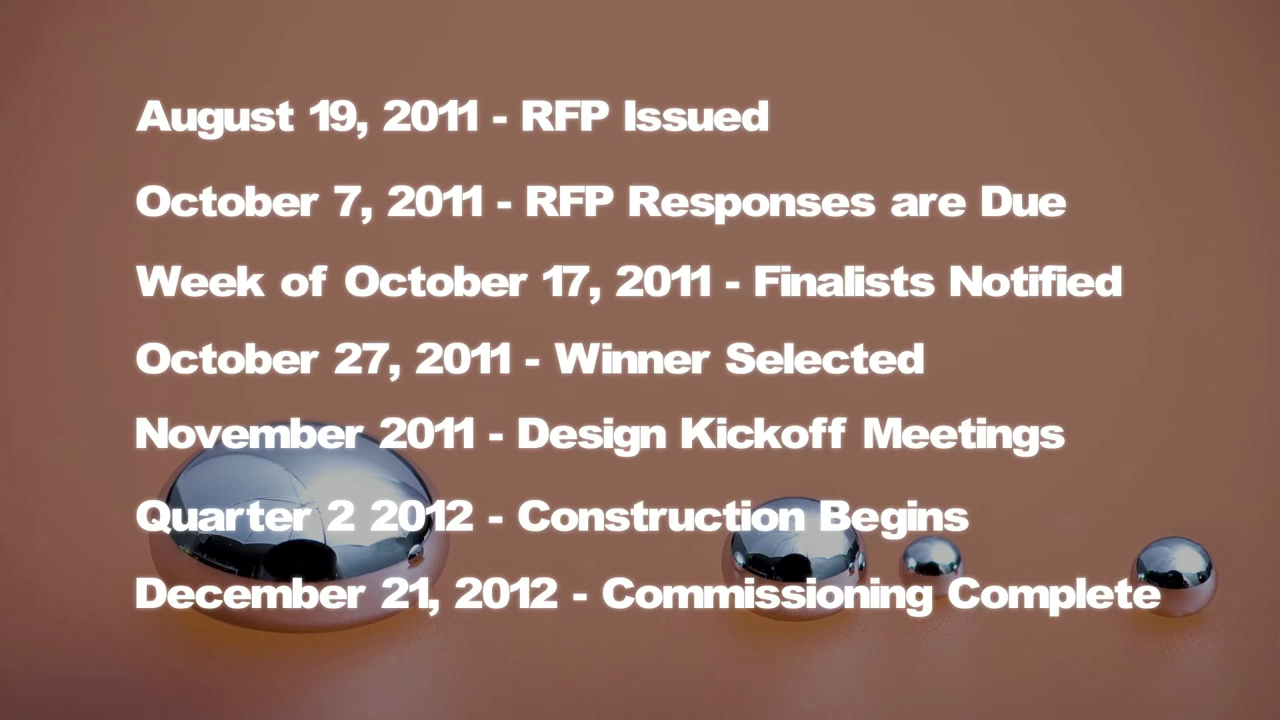 August 19, 2011 - RFP Issued
October 7, 2011 - RFP Responses are Due
Week of October 17, 2011 - Finalists Notified
October 27, 2011 - Winner Selected
November 2011 - Design Kickoff Meetings
Quarter 2 2012 - Construction Begins
December 21, 2012 - Commissioning Complete